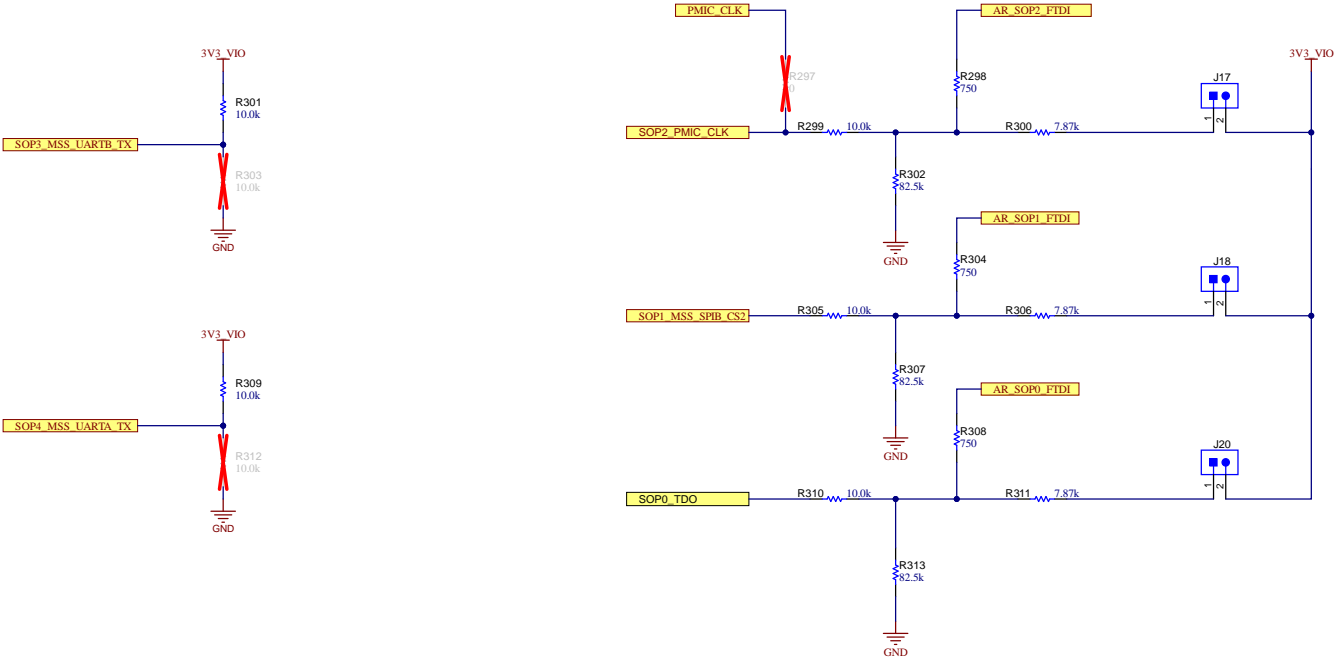 PMIC_CLK
AR_SOP2_FTDI
3V3_VIO
R301
10.0k
SOP3_MSS_UARTB_TX
R303
10.0k
GND
R297
0
R298
750
J17
3V3_VIO
1
2
SOP2_PMIC_CLK
R299
10.0k
R300
7.87k
R302
82.5k
GND
AR_SOP1_FTDI
R304
750
J18
1
2
SOP1_MSS_SPIB_CS2
R305
10.0k
R306
7.87k
R307
82.5k
GND
3V3_VIO
R309
10.0k
SOP4_MSS_UARTA_TX
R312
10.0k
GND
AR_SOP0_FTDI
R308
750
J20
1
2
SOP0_TDO
R310
10.0k
R311
7.87k
R313
82.5k
GND